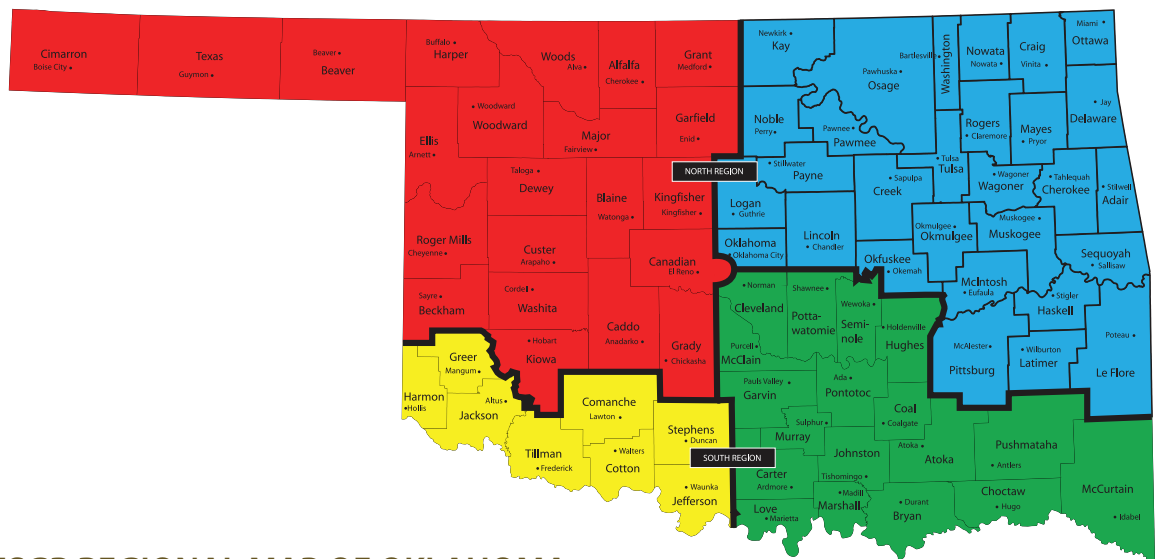 Cimarron
Boise City
Texas
Guymon
Beaver
Beaver
Buffalo
Harper
Woods
Alva
Alfalfa
Cherokee
Grant
Medford
Newkirk
Kay
Bartlesville
Pawhuska
Osage
Washington
Nowata
Nowata
Craig
Vinita
Miami
Ottawa
Woodward
Woodward
Ellis
Arnett
Major
Fairview
Garfield
Enid
Noble
Perry
Pawnee
Pawmee
Rogers
Claremore
Mayes
Pryor
Jay
Delaware
Taloga
Dewey
Blaine
Watonga
Kingfisher
Kingfisher
NORTH REGION
Stillwater
Payne
Sapulpa
Creek
Tulsa
Tulsa
Wagoner
Wagoner
Tahlequah
Cherokee
Stilwell
Adair
Logan
Guthrie
Roger Mills
Cheyenne
Custer
Arapaho
Canadian
El Reno
Oklahoma
Oklahoma City
Lincoln
Chandler
Okmulgee
Okmulgee
Muskogee
Muskogee
Okfuskee
Okemah
McIntosh
Eufaula
Sequoyah
Sallisaw
Sayre
Beckham
Cordel
Washita
Caddo
Anadarko
Grady
Chickasha
Norman
Cleveland
Shawnee
Potta-
watomie
Wewoka
Semi-
nole
Holdenville
Hughes
Stigler
Haskell
Poteau
Le Flore
Hobart
Kiowa
Purcell
McClain
McAlester
Pittsburg
Wilburton
Latimer
Greer
Mangum
Harmon
Hollis
Altus
Jackson
Comanche
Lawton
Pauls Valley
Garvin
Ada
Pontotoc
Coal
Coalgate
Stephens
Duncan
Sulphur
Murray
Johnston
Tishomingo
Atoka
Atoka
Pushmataha
Antlers
SOUTH REGION
Tillman
Frederick
Walters
Cotton
Waunka
Jefferson
Carter
Ardmore
Love
Marietta
Madill
Marshall
Durant
Bryan
Choctaw
Hugo
McCurtain
Idabel
REGIONAL MAP OF OKLAHOMA